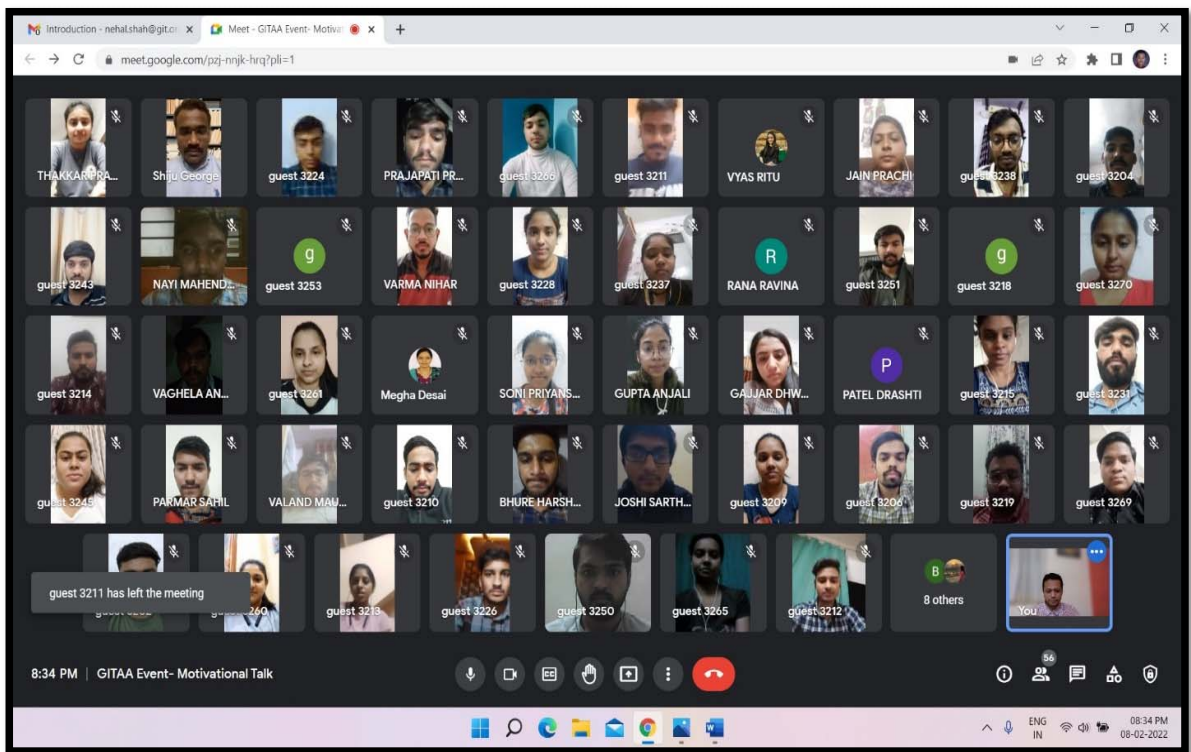 Introduction - nehal.shah@git.o
Meet - GITAA Event- Motiva
meet.google.com/pzj-nnjk-hrq?pli=1
THAKKAR PRA...
Shiju George
guest 3224
PRAJAPATI PR...
guest 3266
guest 3211
VYAS RITU
JAIN PRACHI
guest 3238
guest 3204
guest 3243
NAYI MAHEND...
g
guest 3253
VARMA NIHAR
guest 3228
guest 3237
R
RANA RAVINA
guest 3251
g
guest 3218
guest 3270
guest 3214
VAGHELA AN...
guest 3261
Megha Desai
SONI PRIYANS...
GUPTA ANJALI
GAJJAR DHW...
P
PATEL DRASHTI
guest 3215
guest 3231
guest 3245
PARMAR SAHIL
VALAND MAU...
guest 3210
BHURE HARSH...
JOSHI SARTH...
guest 3209
guest 3206
guest 3219
guest 3269
guest 3211 has left the meeting
guest 3213
guest 3226
guest 3250
guest 3265
guest 3212
B
8 others
You
8:34 PM | GITAA Event- Motivational Talk
56
ENG
IN
08:34 PM
08-02-2022